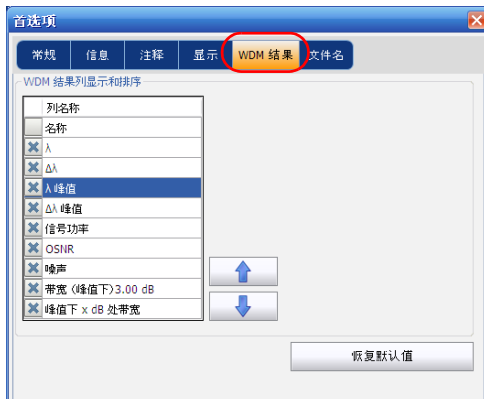 首选项
常规 信息 注释 显示 WDM 结果 文件名
WDM 结果列显示和排序
列名称
名称
λ
Δλ
λ 峰值
Δλ 峰值
信号功率
OSNR
噪声
带宽 (峰值下)3.00 dB
峰值下 x dB 处带宽
恢复默认值